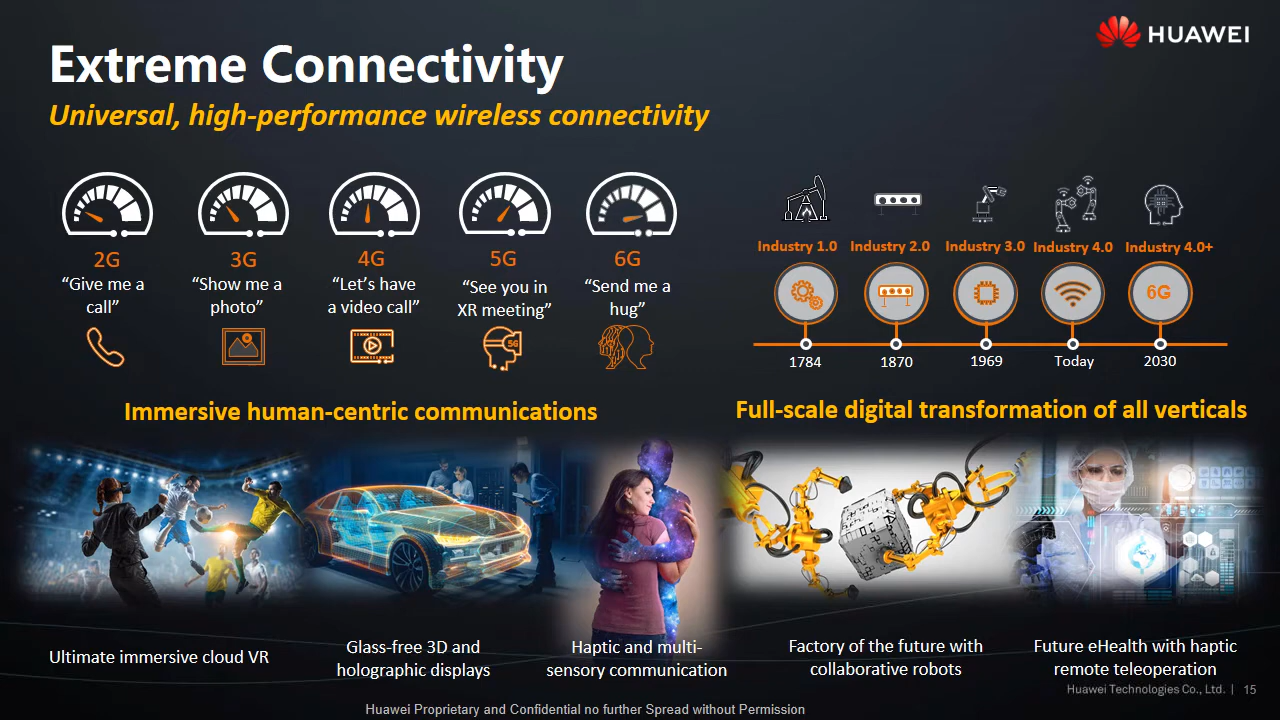 HUAWEI
Extreme Connectivity
Universal, high-performance wireless connectivity
2G
“Give me a
call”
3G
“Show me a
photo”
4G
“Let’s have
a video call”
5G
“See you in
XR meeting”
5G
6G
“Send me a
hug”
Immersive human-centric communications
Industry 1.0
Industry 2.0
Industry 3.0
Industry 4.0
Industry 4.0+
6G
1784
1870
1969
Today
2030
Full-scale digital transformation of all verticals
Ultimate immersive cloud VR
Glass-free 3D and
holographic displays
Haptic and multi-
sensory communication
Factory of the future with
collaborative robots
Future eHealth with haptic
remote teleoperation
Huawei Technologies Co., Ltd. | 15
Huawei Proprietary and Confidential no further Spread without Permission